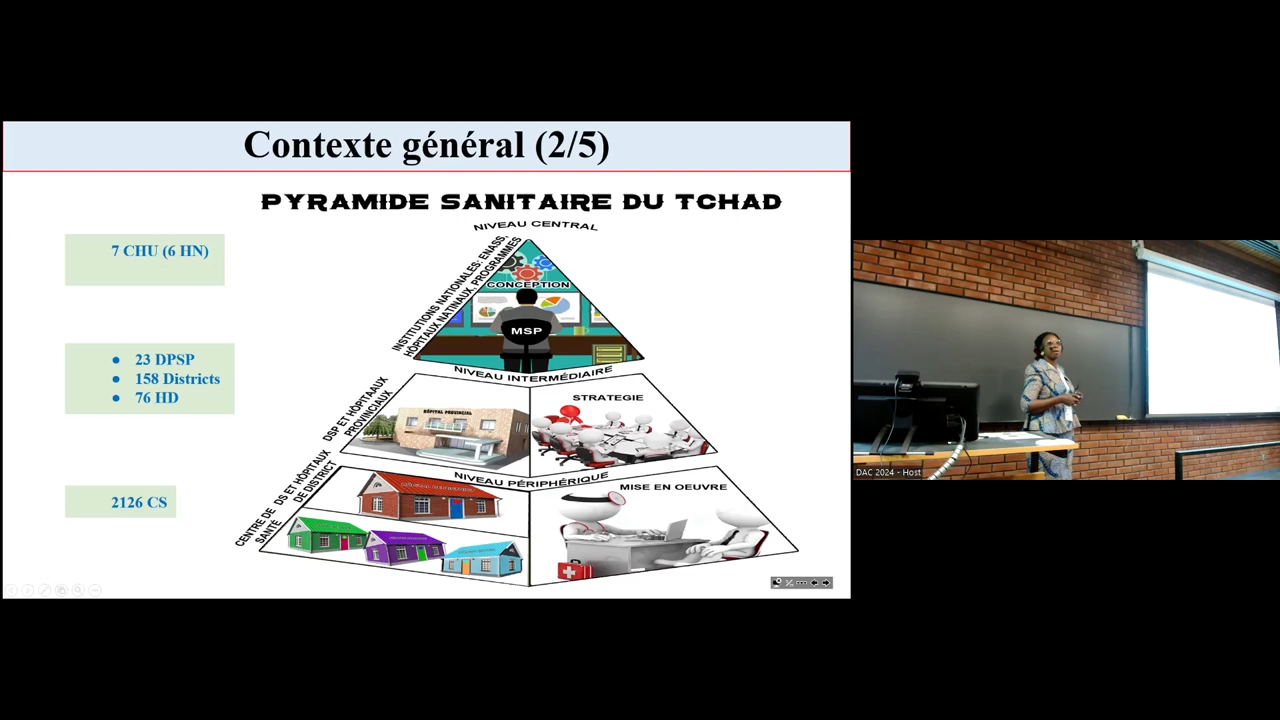 Contexte général (2/5)
PYRAMIDE SANITAIRE DU TCHAD
NIVEAU CENTRAL
7 CHU (6 HN)
INSTITUTIONS NATIONALES: ENASS,
HÔPITAUX NATINAUX, PROGRAMMES
CONCEPTION
MSP
NIVEAU INTERMÉDIAIRE
● 23 DPSP
● 158 Districts
● 76 HD
DSP ET HÔPITAAUX
PROVINCIAUX
HÔPITAL PROVINCIAL
STRATEGIE
NIVEAU PÉRIPHÉRIQUE
2126 CS
CENTRE DE DS ET HÔPITAUX
SANTÉ DE DISTRICT
MISE EN OEUVRE
DAC 2024 - Host